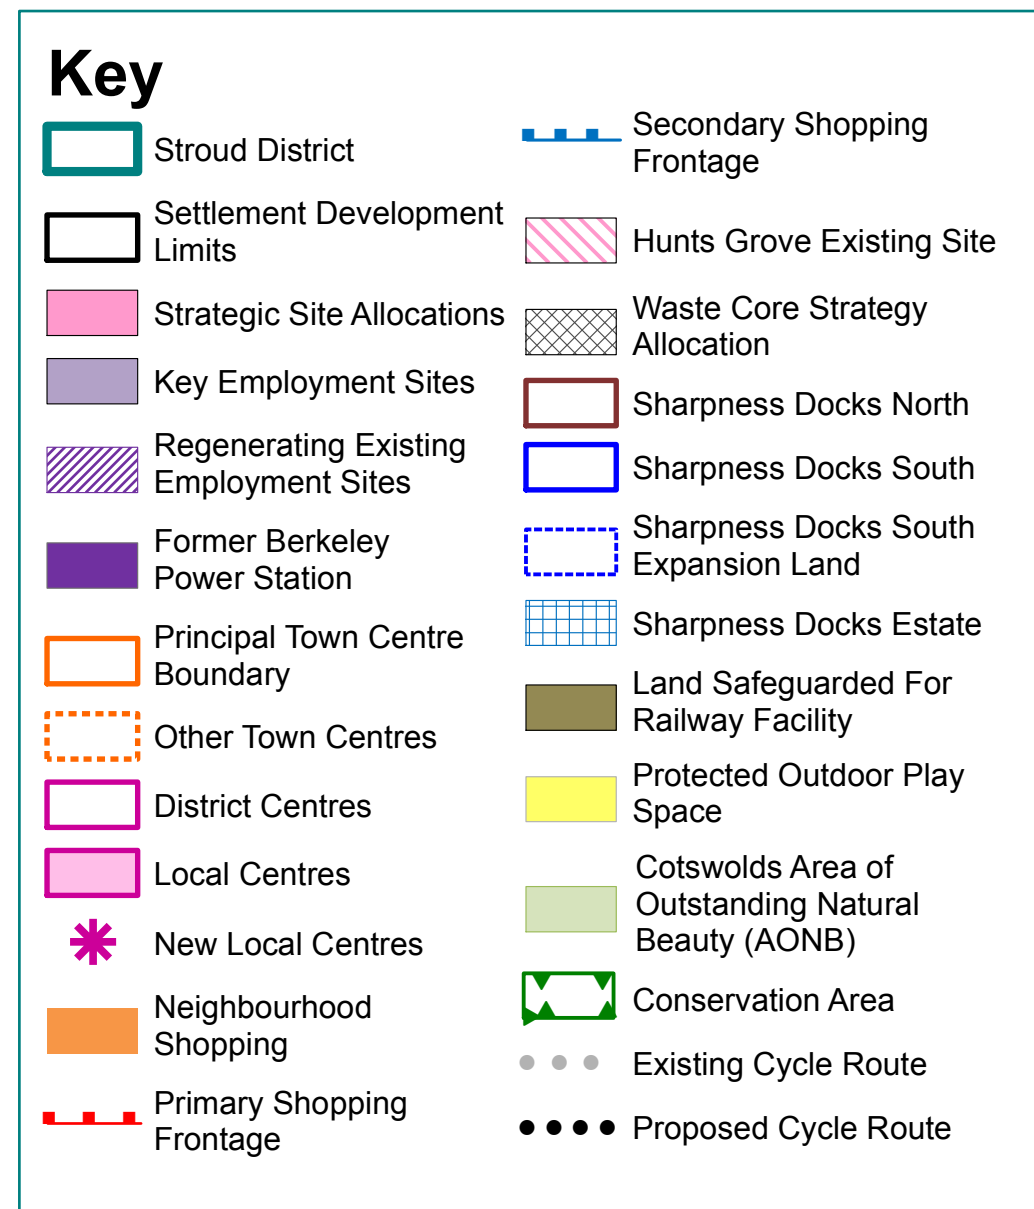 Key
Stroud District
Settlement Development
Limits
Strategic Site Allocations
Key Employment Sites
Regenerating Existing
Employment Sites
Former Berkeley
Power Station
Principal Town Centre
Boundary
Other Town Centres
District Centres
Local Centres
New Local Centres
Neighbourhood
Shopping
Primary Shopping
Frontage
Secondary Shopping
Frontage
Hunts Grove Existing Site
Waste Core Strategy
Allocation
Sharpness Docks North
Sharpness Docks South
Sharpness Docks South
Expansion Land
Sharpness Docks Estate
Land Safeguarded For
Railway Facility
Protected Outdoor Play
Space
Cotswolds Area of
Outstanding Natural
Beauty (AONB)
Conservation Area
Existing Cycle Route
Proposed Cycle Route